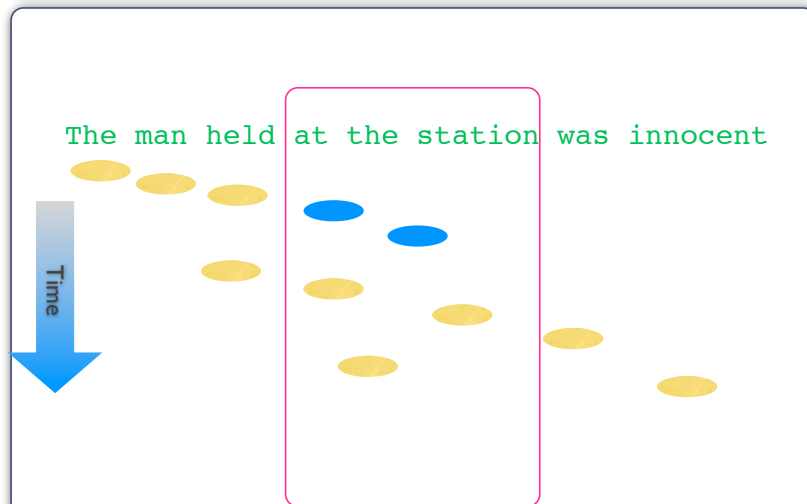 The man held at the station was innocent
Time